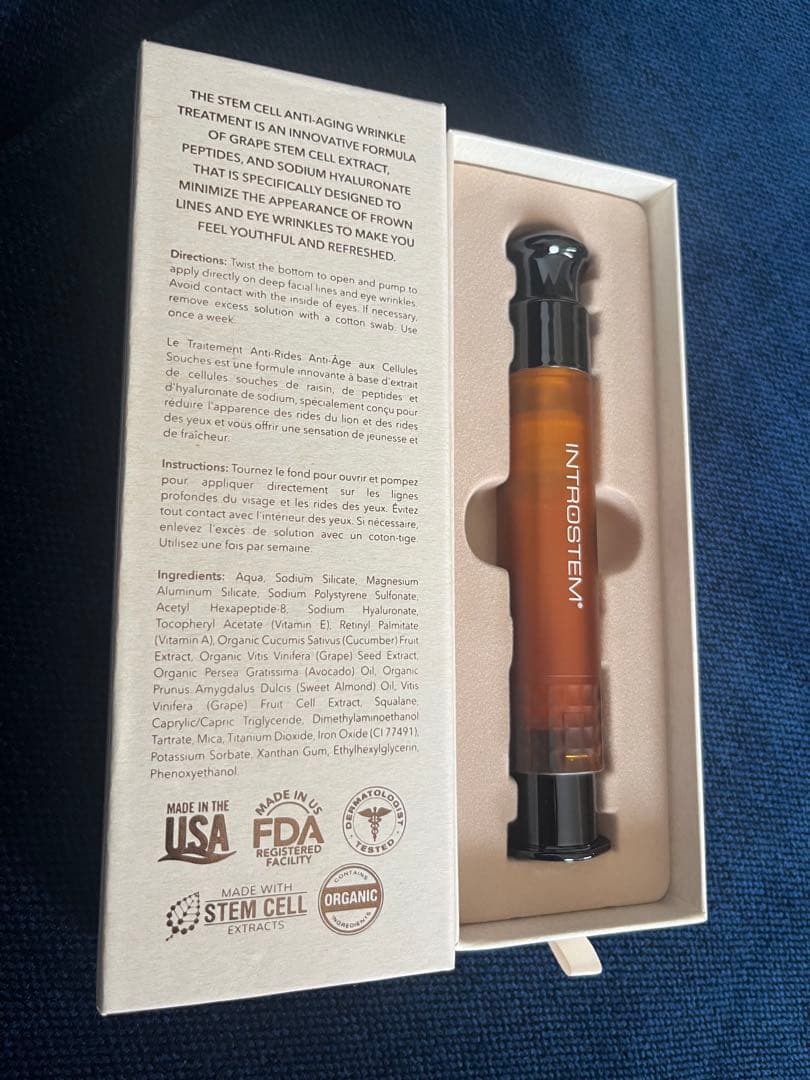 THE STEM CELL ANTI-AGING WRINKLE
TREATMENT IS AN INNOVATIVE FORMULA
OF GRAPE STEM CELL EXTRACT,
PEPTIDES, AND SODIUM HYALURONATE
THAT IS SPECIFICALLY DESIGNED TO
MINIMIZE THE APPEARANCE OF FROWN
LINES AND EYE WRINKLES TO MAKE YOU
FEEL YOUTHFUL AND REFRESHED.
Directions: Twist the bottom to open and pump to
apply directly on deep facial lines and eye wrinkles.
Avoid contact with the inside of eyes. If necessary,
remove excess solution with a cotton swab. Use
once a week.
Le Traitement Anti-Rides Anti-Âge aux Cellules
Souches est une formule innovante à base d'extrait
de cellules souches de raisin, de peptides et
d'hyaluronate de sodium, spécialement conçu pour
réduire l'apparence des rides du lion et des rides
des yeux et vous offrir une sensation de jeunesse et
de fraîcheur.
Instructions: Tournez le fond pour ouvrir et pompez
pour appliquer directement sur les lignes
profondes du visage et les rides des yeux. Évitez
tout contact avec l'intérieur des yeux. Si nécessaire,
enlevez l'excès de solution avec un coton-tige.
Utilisez une fois par semaine.
Ingredients: Aqua, Sodium Silicate, Magnesium
Aluminum Silicate, Sodium Polystyrene Sulfonate,
Acetyl Hexapeptide-8, Sodium Hyaluronate,
Tocopheryl Acetate (Vitamin E), Retinyl Palmitate
(Vitamin A), Organic Cucumis Sativus (Cucumber) Fruit
Extract, Organic Vitis Vinifera (Grape) Seed Extract,
Organic Persea Gratissima (Avocado) Oil, Organic
Prunus Amygdalus Dulcis (Sweet Almond) Oil, Vitis
Vinifera (Grape) Fruit Cell Extract, Squalane,
Caprylic/Capric Triglyceride, Dimethylaminoethanol
Tartrate, Mica, Titanium Dioxide, Iron Oxide (CI 77491),
Potassium Sorbate, Xanthan Gum, Ethylhexylglycerin,
Phenoxyethanol.
MADE IN THE
USA
MADE IN US
FDA
REGISTERED
FACILITY
DERMATOLOGIST
TESTED
MADE WITH
STEM CELL
EXTRACTS
CONTAINS
ORGANIC
INGREDIENTS
INTROSTEM®